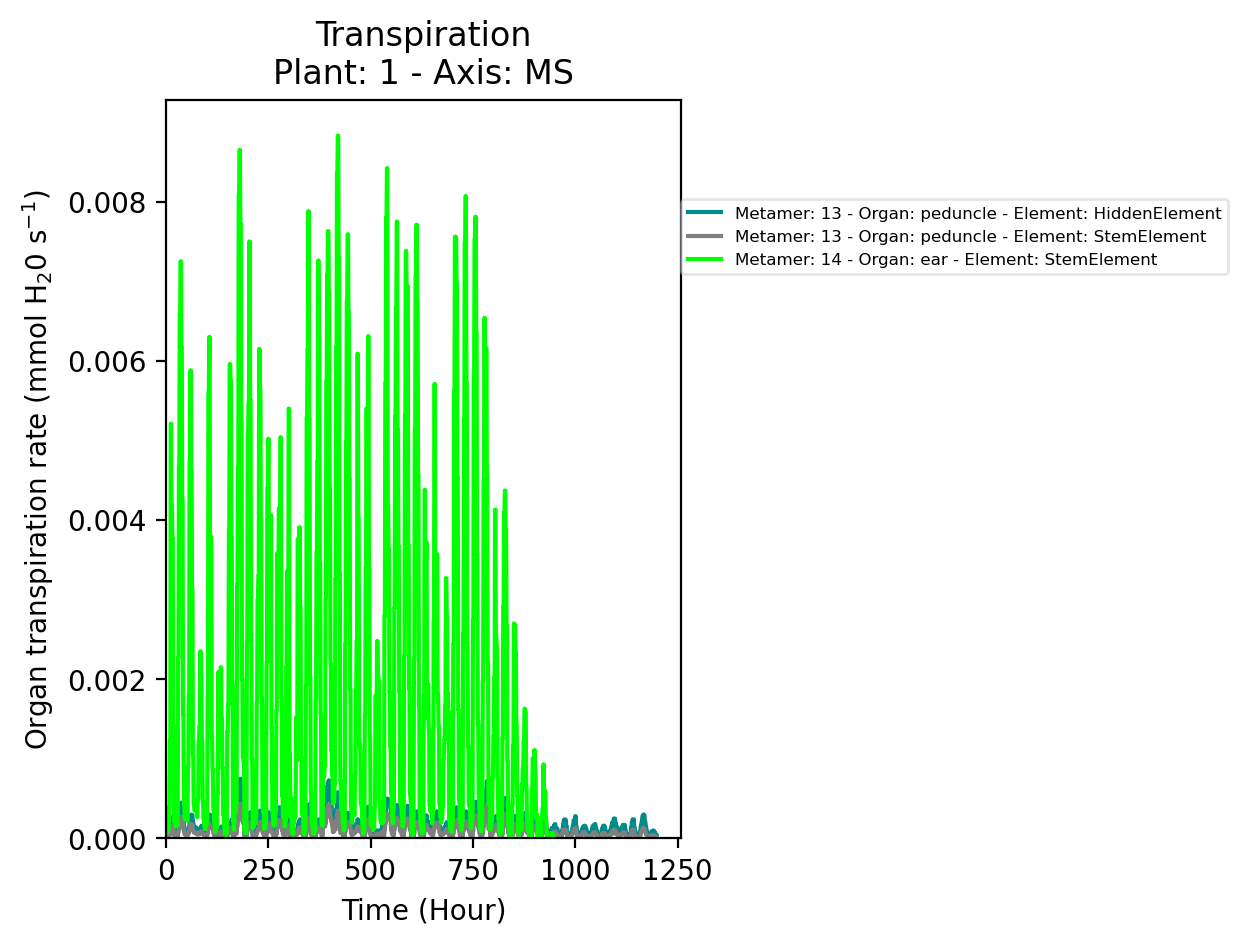 Transpiration
Plant: 1 - Axis: MS
Organ transpiration rate (mmol H₂0 s⁻¹)
0.008
0.006
0.004
0.002
0.000
0 250 500 750 1000 1250
Time (Hour)
Metamer: 13 - Organ: peduncle - Element: HiddenElement
Metamer: 13 - Organ: peduncle - Element: StemElement
Metamer: 14 - Organ: ear - Element: StemElement